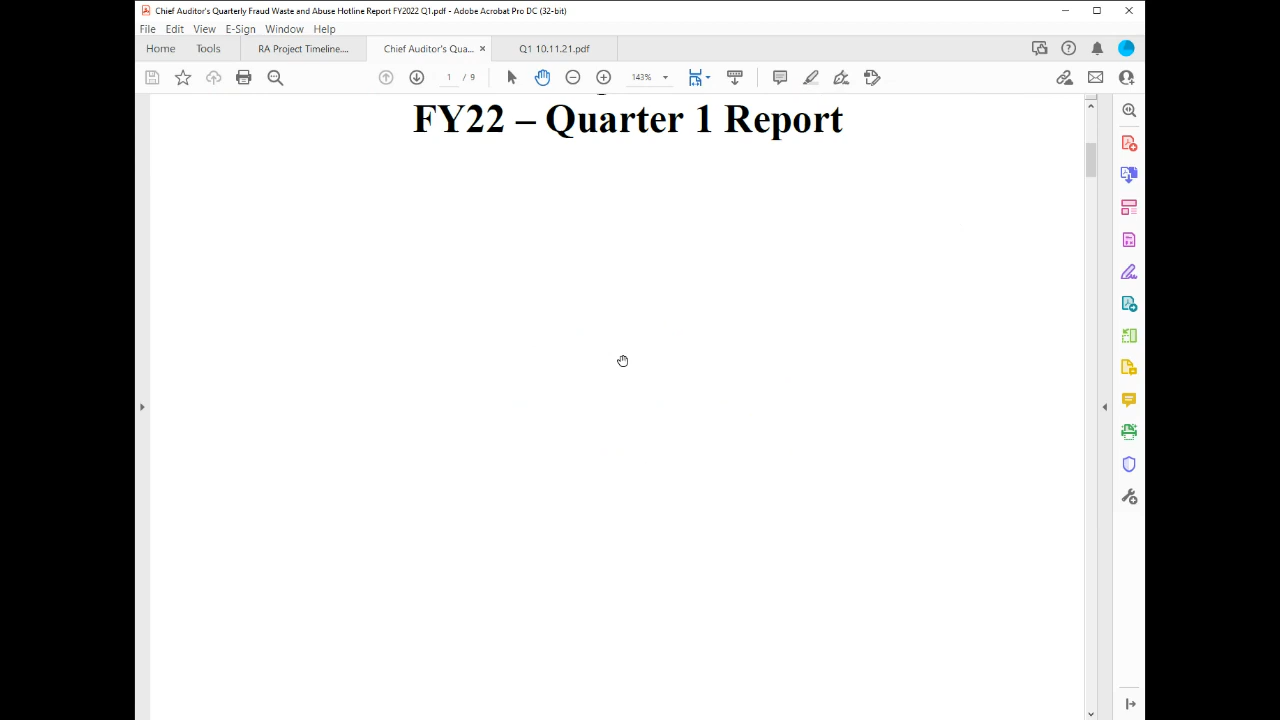 Chief Auditor's Quarterly Fraud Waste and Abuse Hotline Report FY2022 Q1.pdf - Adobe Acrobat Pro DC (32-bit)
File Edit View E-Sign Window Help
Home Tools RA Project Timeline.... Chief Auditor's Qua... × Q1 10.11.21.pdf
1 / 9 143%
FY22 – Quarter 1 Report